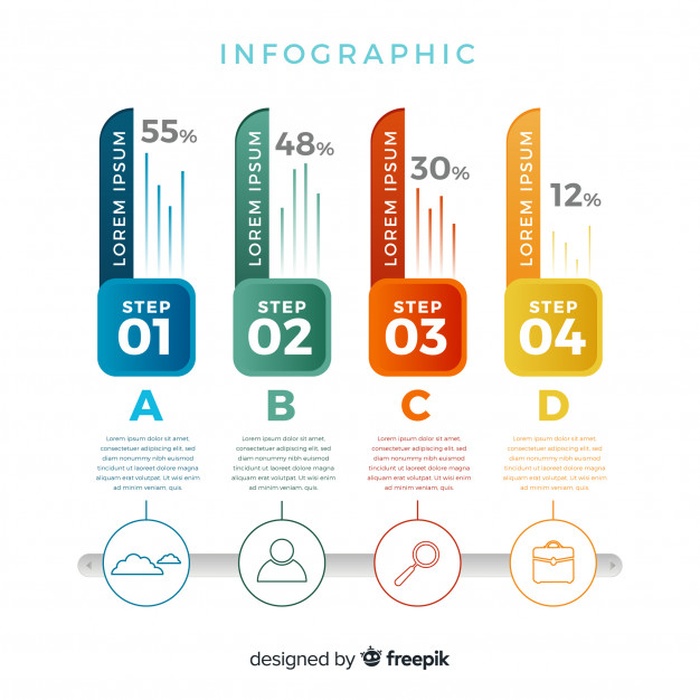 INFOGRAPHIC
LOREM IPSUM
55%
LOREM IPSUM
48%
LOREM IPSUM
30%
LOREM IPSUM
12%
STEP
01
STEP
02
STEP
03
STEP
04
A
B
C
D
Lorem ipsum dolor sit amet,
consectetuer adipiscing elit, sed
diam nonummy nibh euismod
tincidunt ut laoreet dolore magna
aliquam erat volutpat. Ut wisi enim
ad minim veniam, quis
Lorem ipsum dolor sit amet,
consectetuer adipiscing elit, sed
diam nonummy nibh euismod
tincidunt ut laoreet dolore magna
aliquam erat volutpat. Ut wisi enim
ad minim veniam, quis
Lorem ipsum dolor sit amet,
consectetuer adipiscing elit, sed
diam nonummy nibh euismod
tincidunt ut laoreet dolore magna
aliquam erat volutpat. Ut wisi enim
ad minim veniam, quis
Lorem ipsum dolor sit amet,
consectetuer adipiscing elit, sed
diam nonummy nibh euismod
tincidunt ut laoreet dolore magna
aliquam erat volutpat. Ut wisi enim
ad minim veniam, quis
designed by freepik